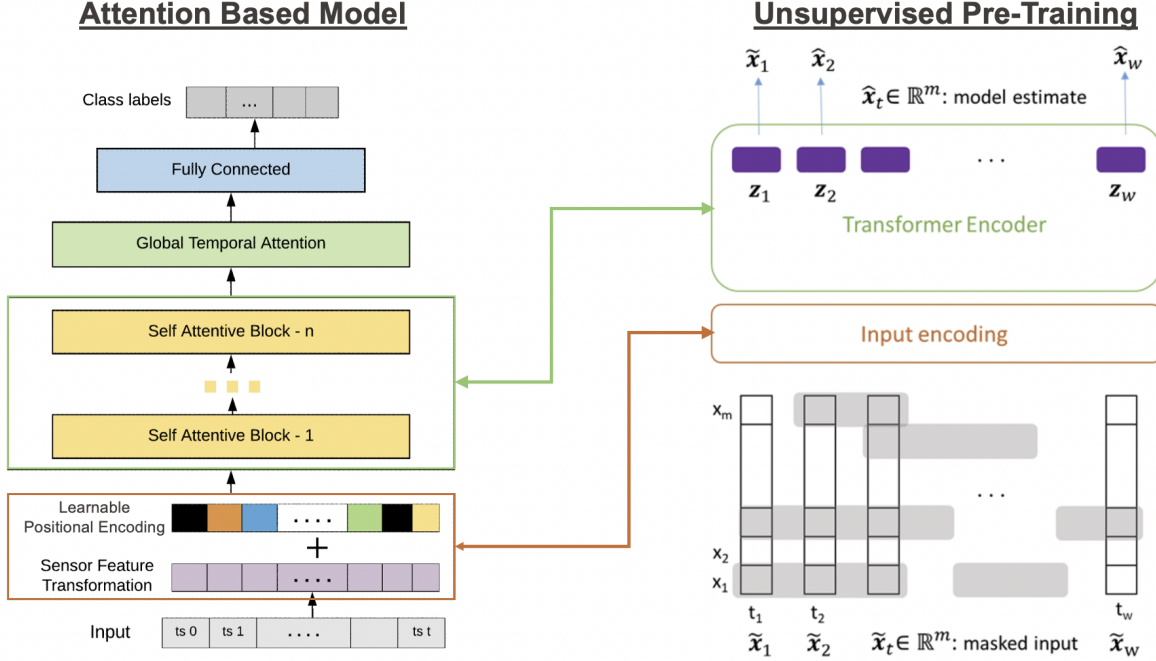 Attention Based Model
Class labels
...
Fully Connected
Global Temporal Attention
Self Attentive Block - n
Self Attentive Block - 1
Learnable
Positional Encoding
....
+
Sensor Feature
Transformation
....
Input
ts 0
ts 1
....
ts t
Unsupervised Pre-Training
x̃₁
x̂₂
x̂w
x̂ₜ∈ ℝᵐ: model estimate
...
z₁
z₂
z_w
Transformer Encoder
Input encoding
xₘ
...
x₂
x₁
t₁
t₂
t_w
x̃₁
x̃₂
x̃ₜ∈ ℝᵐ: masked input
x̃w